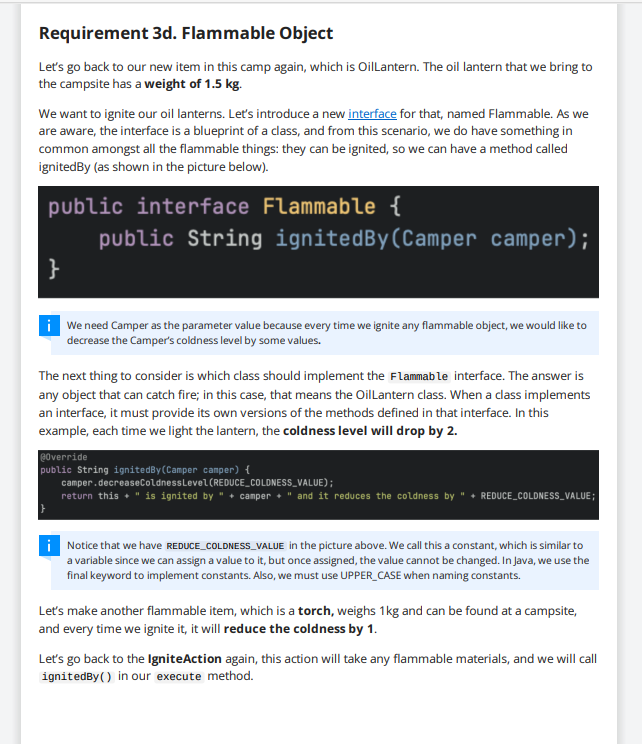 Requirement 3d. Flammable Object
Let's go back to our new item in this camp again, which is OilLantern. The oil lantern that we bring to
the campsite has a weight of 1.5 kg.
We want to ignite our oil lanterns. Let's introduce a new interface for that, named Flammable. As we
are aware, the interface is a blueprint of a class, and from this scenario, we do have something in
common amongst all the flammable things: they can be ignited, so we can have a method called
ignitedBy (as shown in the picture below).
public interface Flammable {
public String ignitedBy(Camper camper);
}
i
We need Camper as the parameter value because every time we ignite any flammable object, we would like to
decrease the Camper's coldness level by some values.
The next thing to consider is which class should implement the Flammable interface. The answer is
any object that can catch fire; in this case, that means the OilLantern class. When a class implements
an interface, it must provide its own versions of the methods defined in that interface. In this
example, each time we light the lantern, the coldness level will drop by 2.
@Override
public String ignitedBy(Camper camper) {
camper.decreaseColdnessLevel(REDUCE_COLDNESS_VALUE);
return this + " is ignited by " + camper + " and it reduces the coldness by " + REDUCE_COLDNESS_VALUE;
}
i
Notice that we have REDUCE_COLDNESS_VALUE in the picture above. We call this a constant, which is similar to
a variable since we can assign a value to it, but once assigned, the value cannot be changed. In Java, we use the
final keyword to implement constants. Also, we must use UPPER_CASE when naming constants.
Let's make another flammable item, which is a torch, weighs 1kg and can be found at a campsite,
and every time we ignite it, it will reduce the coldness by 1.
Let's go back to the IgniteAction again, this action will take any flammable materials, and we will call
ignitedBy() in our execute method.